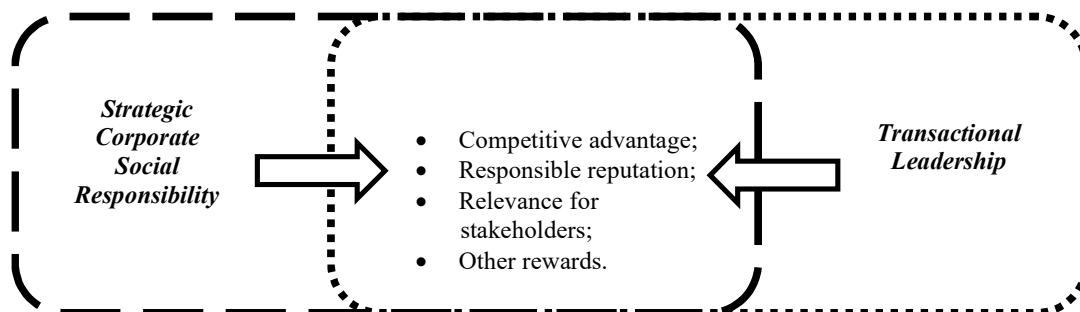 Strategic
Corporate
Social
Responsibility
• Competitive advantage;
• Responsible reputation;
• Relevance for
stakeholders;
• Other rewards.
Transactional
Leadership